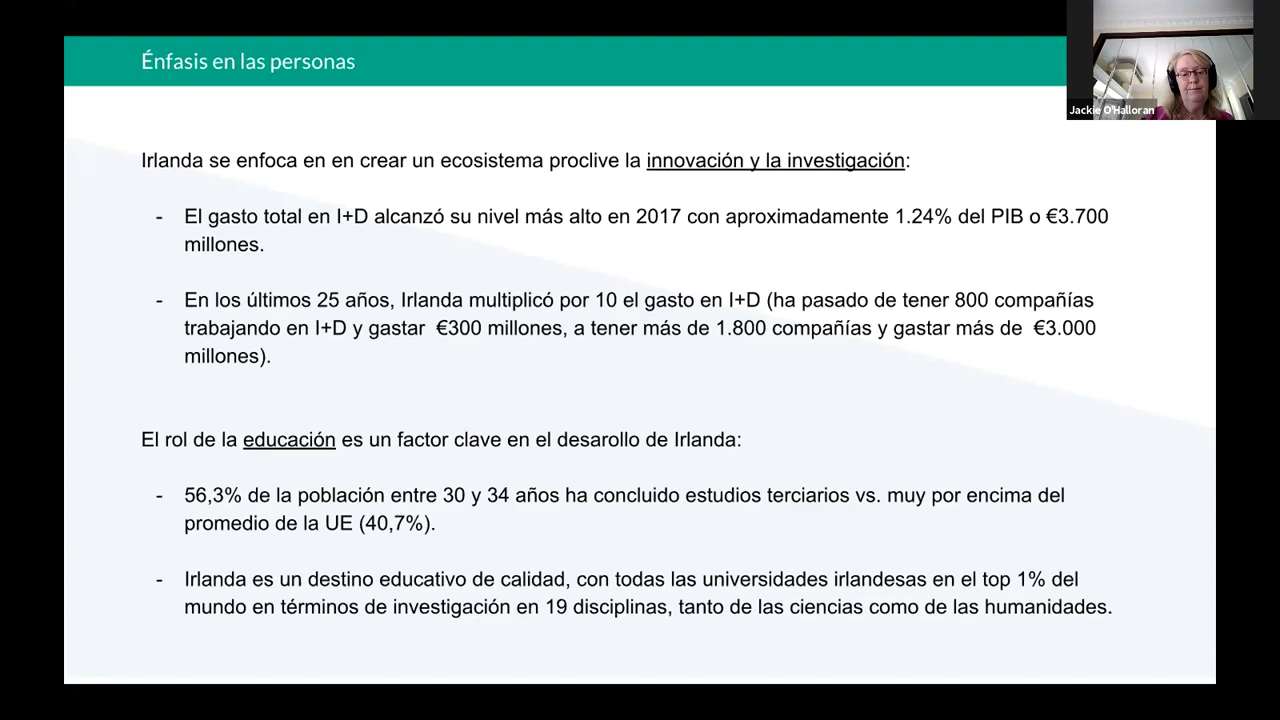 Énfasis en las personas
Jackie O'Halloran
Irlanda se enfoca en en crear un ecosistema proclive la innovación y la investigación:
- El gasto total en I+D alcanzó su nivel más alto en 2017 con aproximadamente 1.24% del PIB o €3.700
millones.
- En los últimos 25 años, Irlanda multiplicó por 10 el gasto en I+D (ha pasado de tener 800 compañías
trabajando en I+D y gastar €300 millones, a tener más de 1.800 compañías y gastar más de €3.000
millones).
El rol de la educación es un factor clave en el desarollo de Irlanda:
- 56,3% de la población entre 30 y 34 años ha concluido estudios terciarios vs. muy por encima del
promedio de la UE (40,7%).
- Irlanda es un destino educativo de calidad, con todas las universidades irlandesas en el top 1% del
mundo en términos de investigación en 19 disciplinas, tanto de las ciencias como de las humanidades.